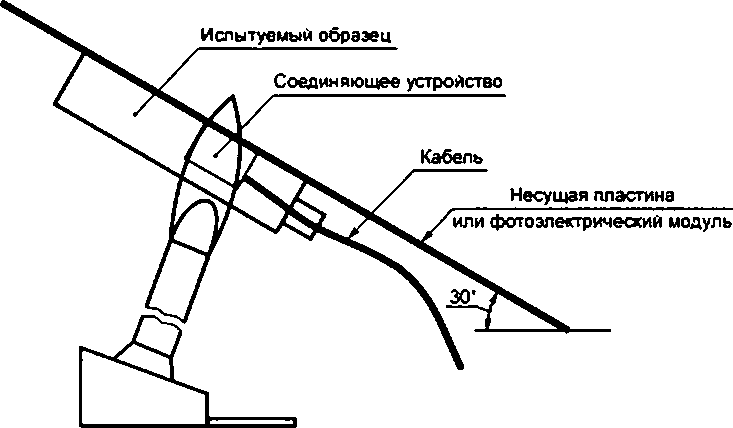 Испытуемый образец
Соединяющее устройство
Кабель
Несущая пластина
или фотоэлектрический модуль
30°